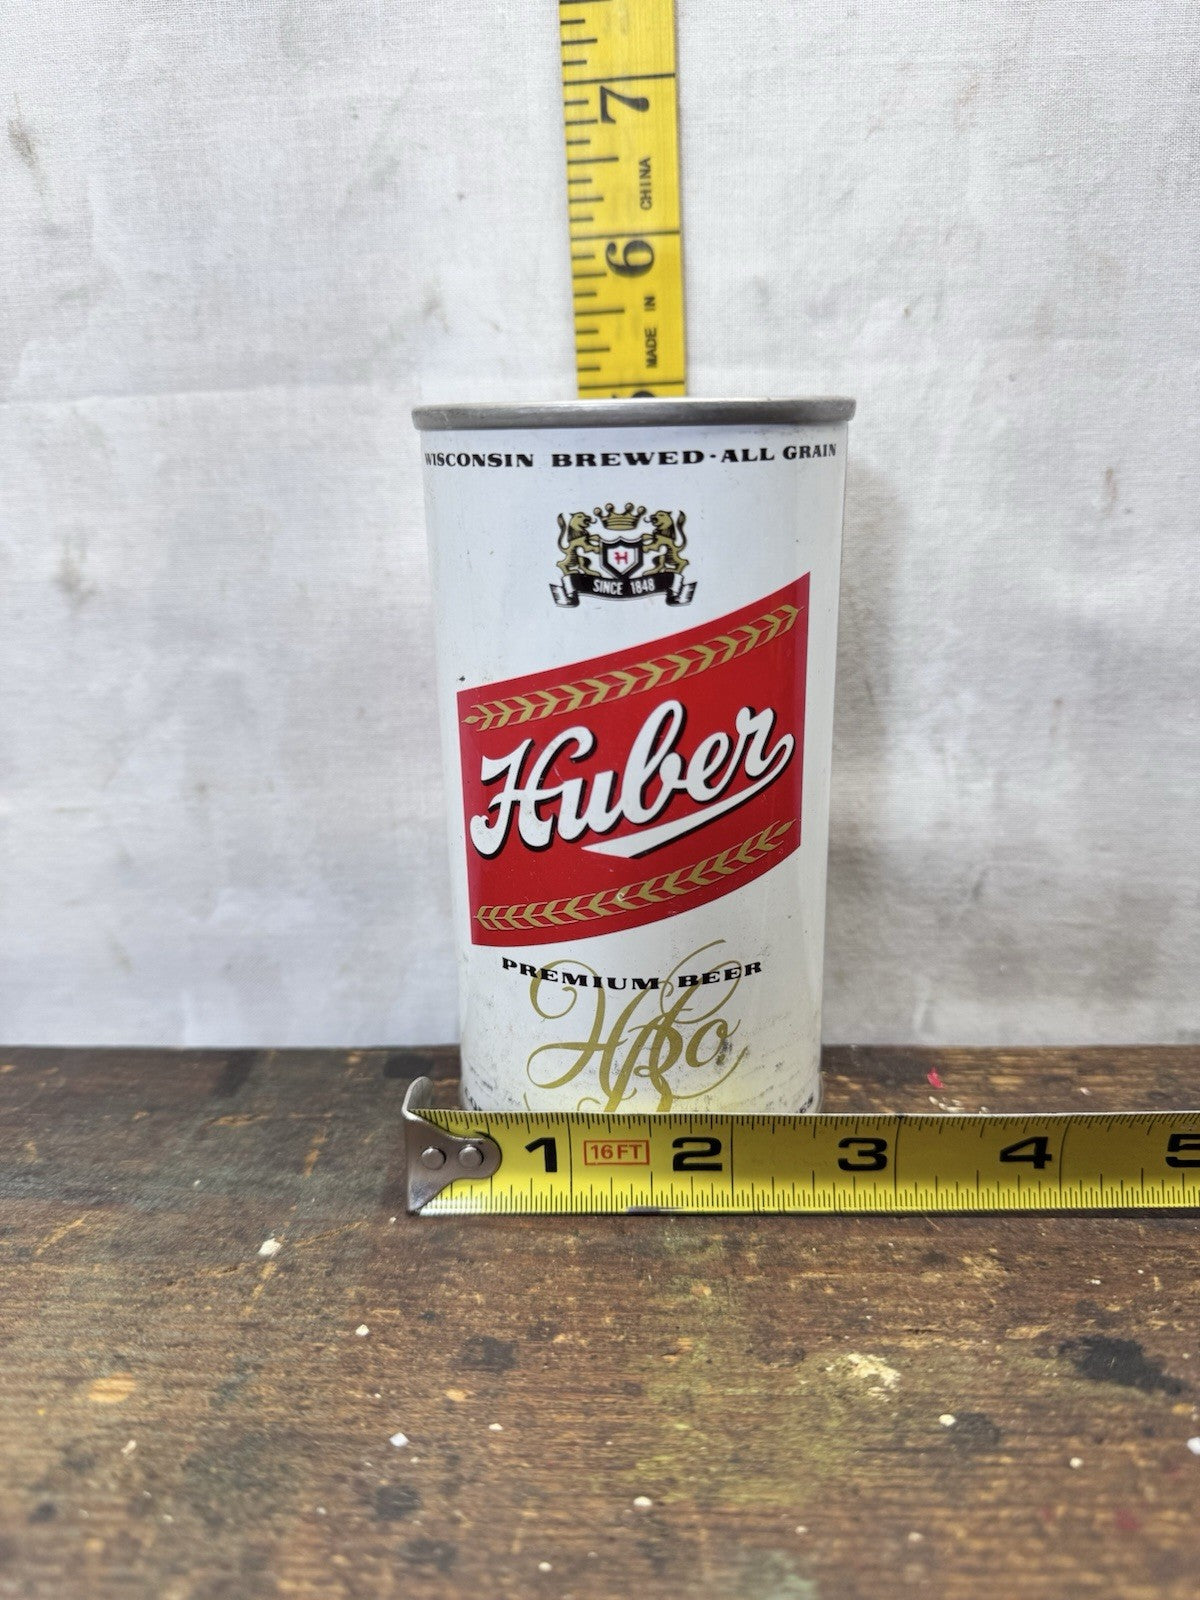 7
CHINA
6
MADE IN
WISCONSIN BREWED·ALL GRAIN
H
SINCE 1848
Huber
PREMIUM BEER
1 16FT 2 3 4 5